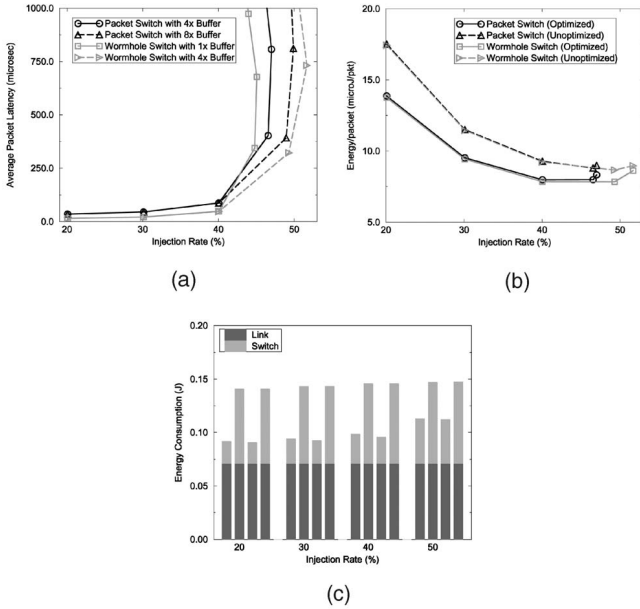 Average Packet Latency (microsec)
1000.0
750.0
500.0
250.0
0.0
Packet Switch with 4x Buffer
Packet Switch with 8x Buffer
Wormhole Switch with 1x Buffer
Wormhole Switch with 4x Buffer
20 30 40 50
Injection Rate (%)
(a)
Energy/packet (microJ/pkt)
20.0
15.0
10.0
5.0
Packet Switch (Optimized)
Packet Switch (Unoptimized)
Wormhole Switch (Optimized)
Wormhole Switch (Unoptimized)
20 30 40 50
Injection Rate (%)
(b)
Energy Consumption (J)
0.20
0.15
0.10
0.05
0.00
Link
Switch
20 30 40 50
Injection Rate (%)
(c)